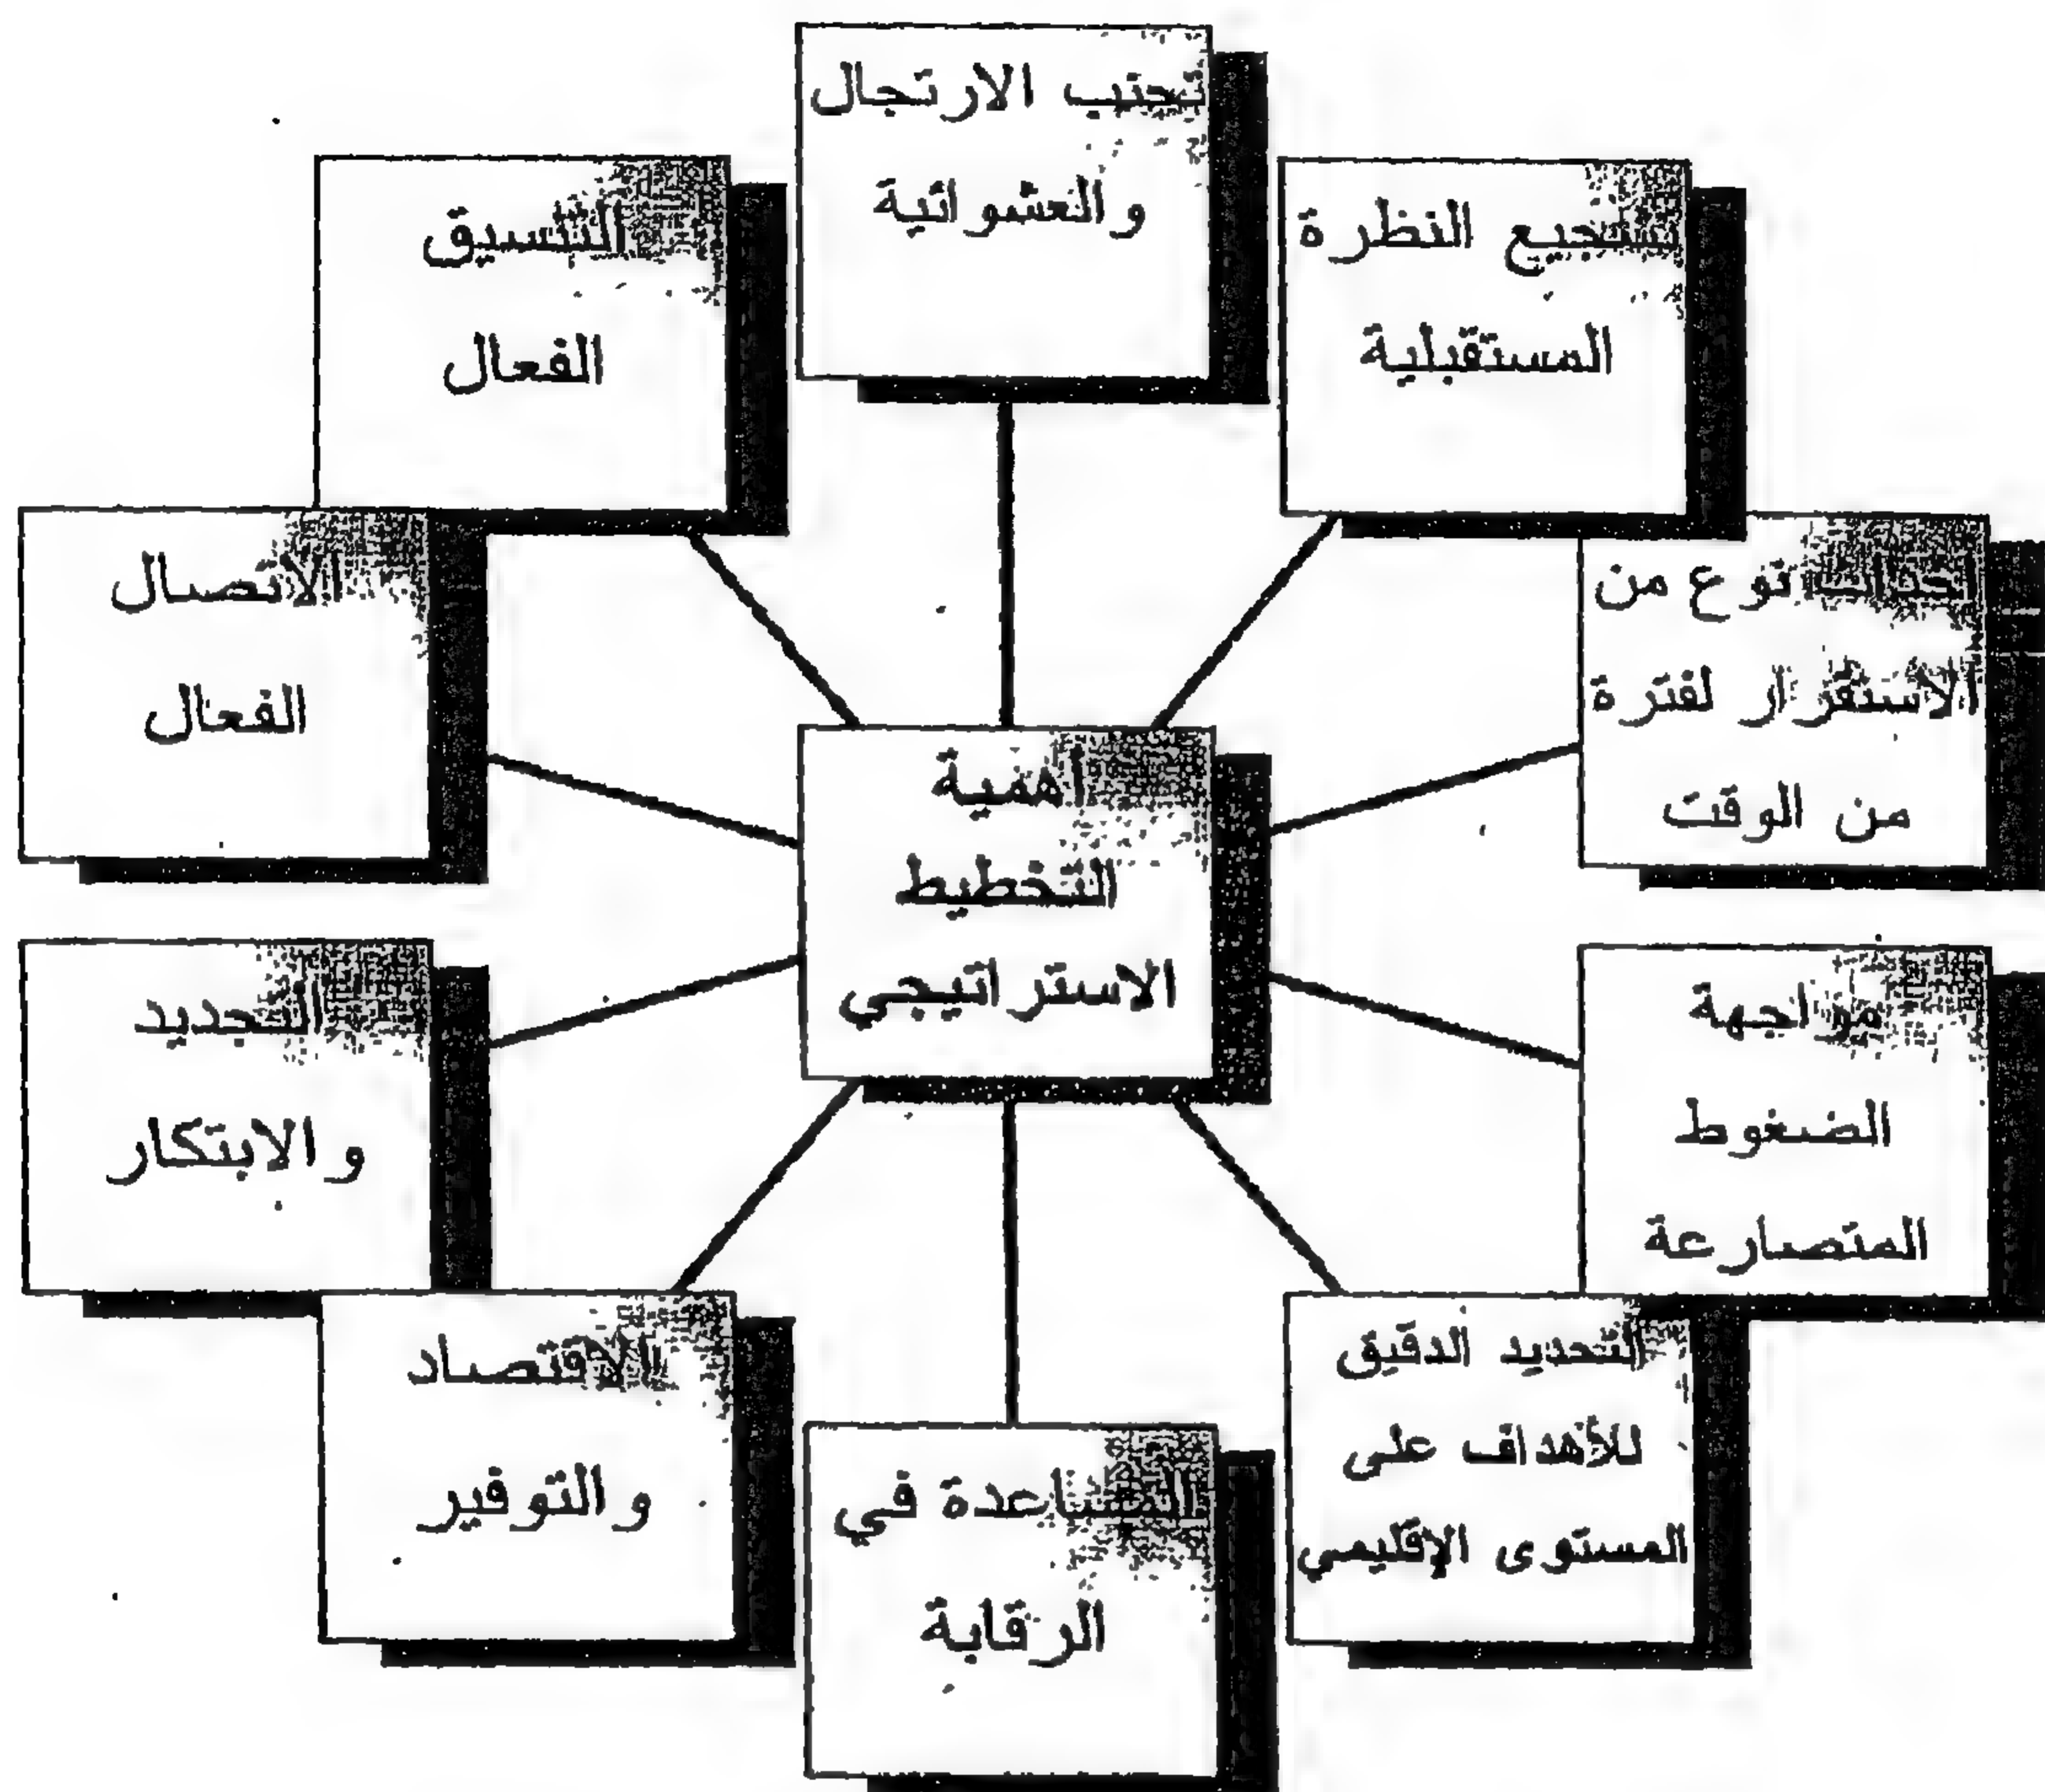 تجنب الارتجال
والعشوائية
تشجيع النظرة
المستقبلية
احداث نوع من
الاستقرار لفترة
من الوقت
مواجهة
الضغوط
المتصارعة
التحديد الدقيق
للأهداف على
المستوى الإقليمي
المساعدة في
الرقابة
الاقتصاد
والتوفير
التجديد
والابتكار
الاتصال
الفعال
التنسيق
الفعال
أهمية
التخطيط
الاستراتيجي